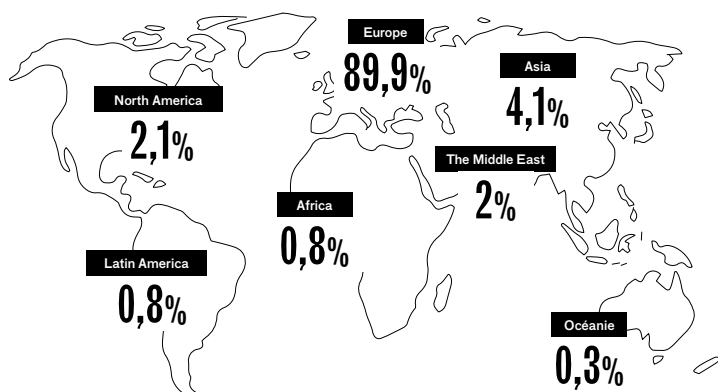 Europe
89,9%
Asia
4,1%
North America
2,1%
The Middle East
2%
Africa
0,8%
Latin America
0,8%
Océanie
0,3%